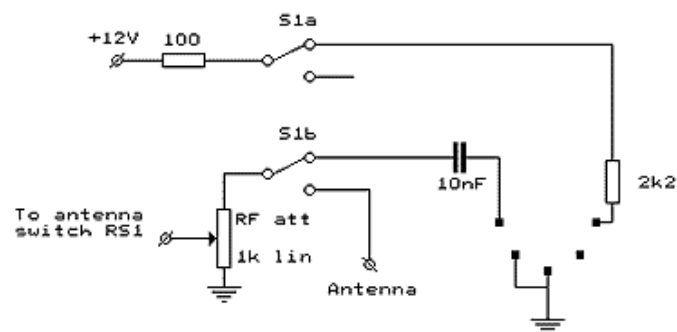 S1a
+12V
100
S1b
10nF
2k2
To antenna
switch RS1
RF att
1k lin
Antenna